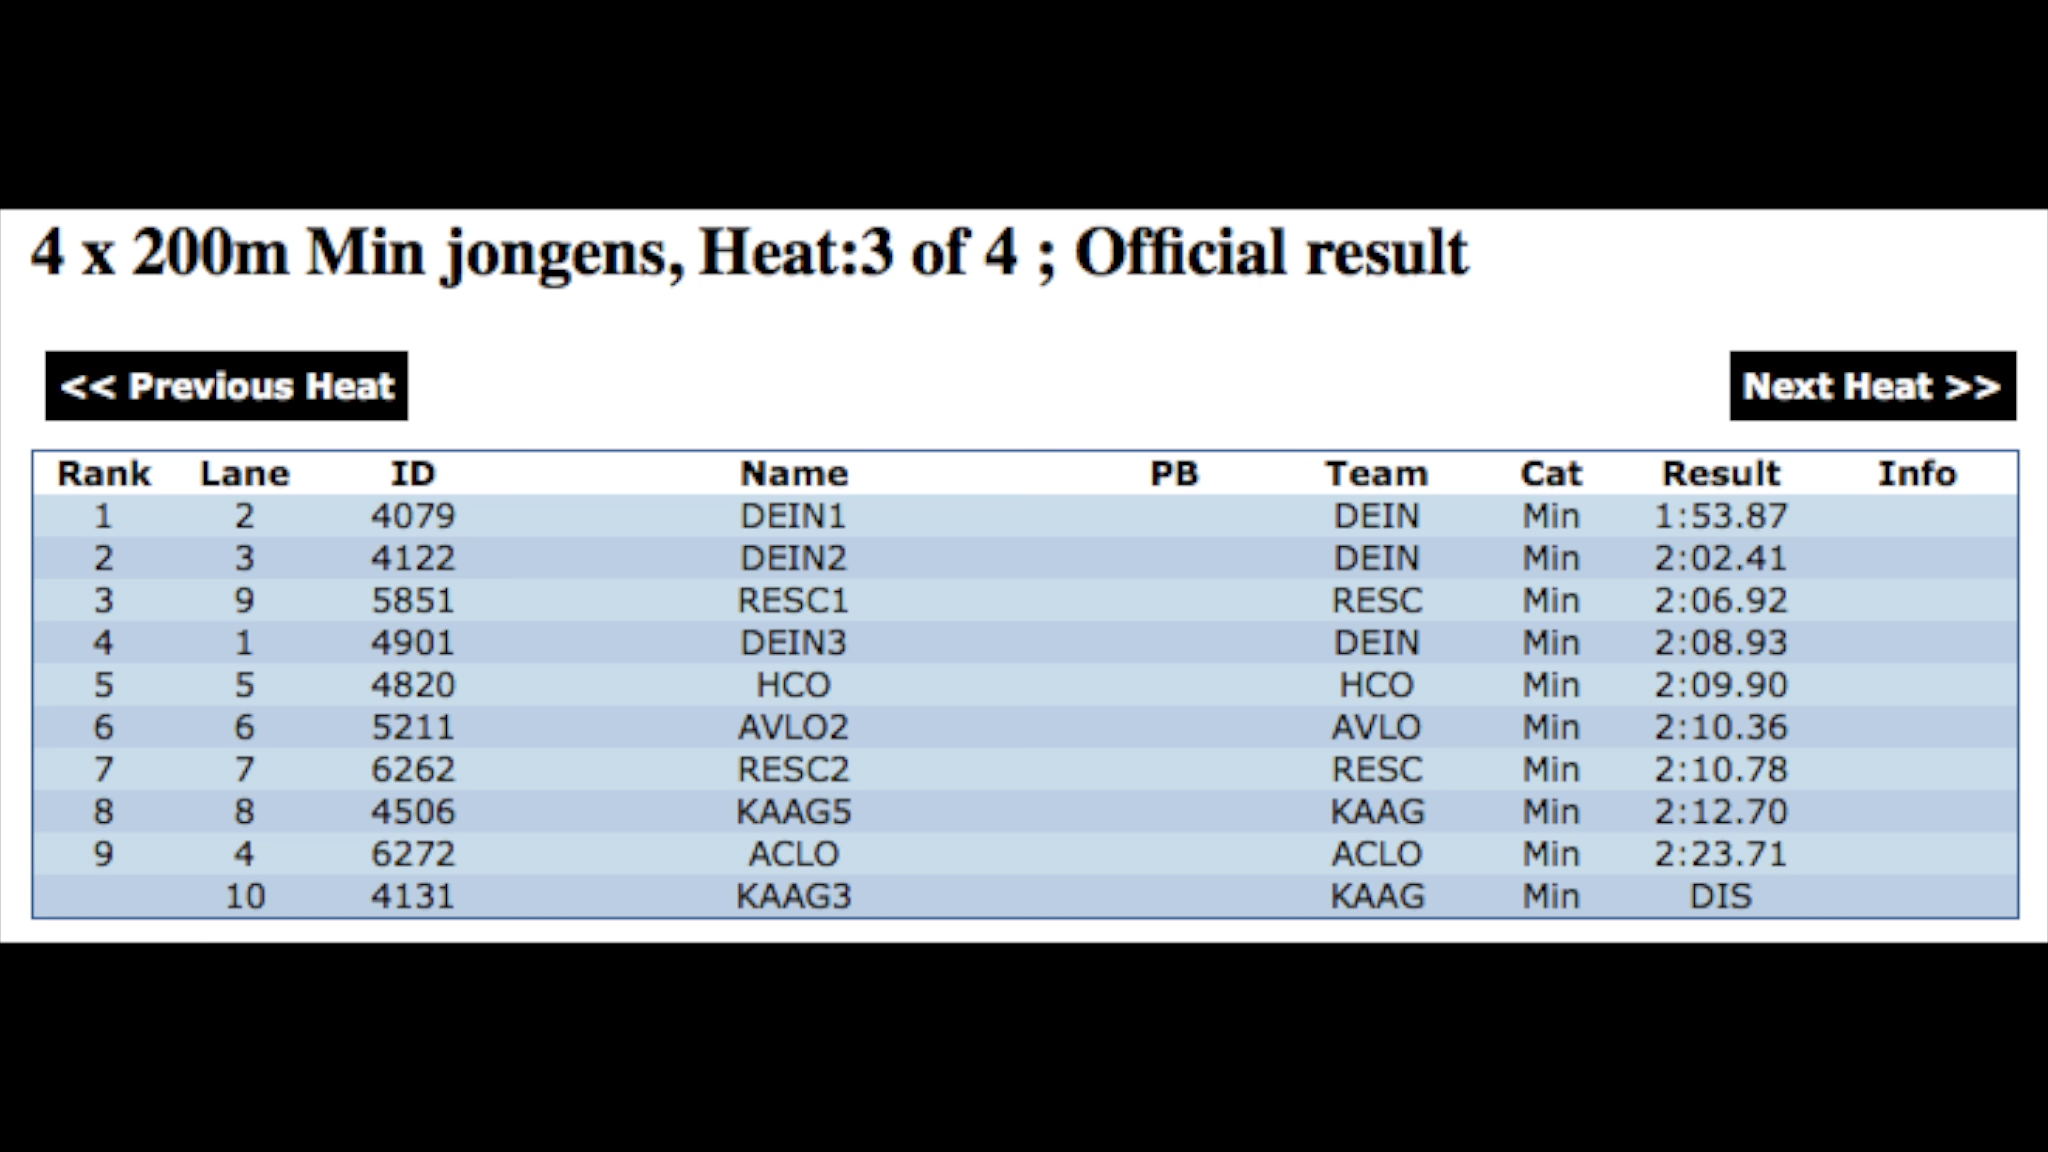 4 x 200m Min jongens, Heat:3 of 4 ; Official result
<< Previous Heat Next Heat >>
Rank Lane ID Name PB Team Cat Result Info
1 2 4079 DEIN1 DEIN Min 1:53.87
2 3 4122 DEIN2 DEIN Min 2:02.41
3 9 5851 RESC1 RESC Min 2:06.92
4 1 4901 DEIN3 DEIN Min 2:08.93
5 5 4820 HCO HCO Min 2:09.90
6 6 5211 AVLO2 AVLO Min 2:10.36
7 7 6262 RESC2 RESC Min 2:10.78
8 8 4506 KAAG5 KAAG Min 2:12.70
9 4 6272 ACLO ACLO Min 2:23.71
10 4131 KAAG3 KAAG Min DIS